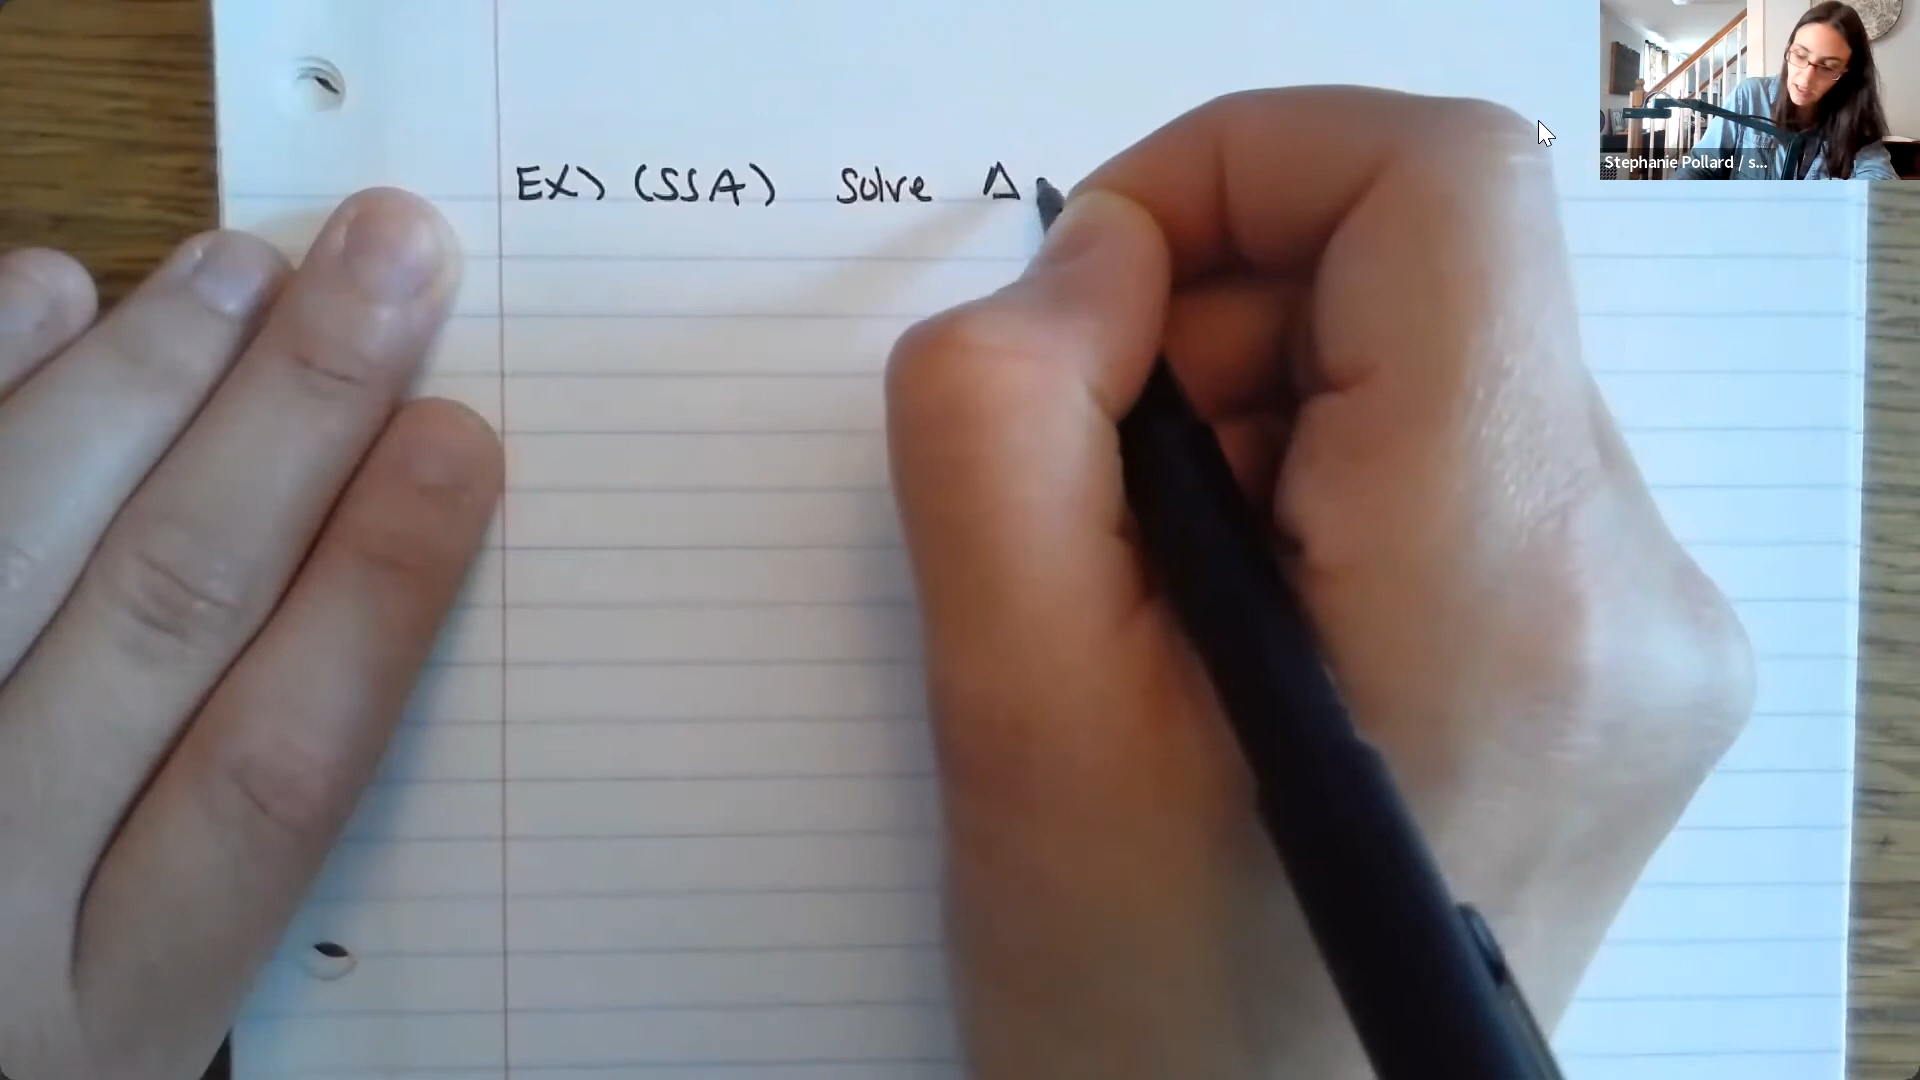 EX) (SSA) Solve Δ
Stephanie Pollard / s...